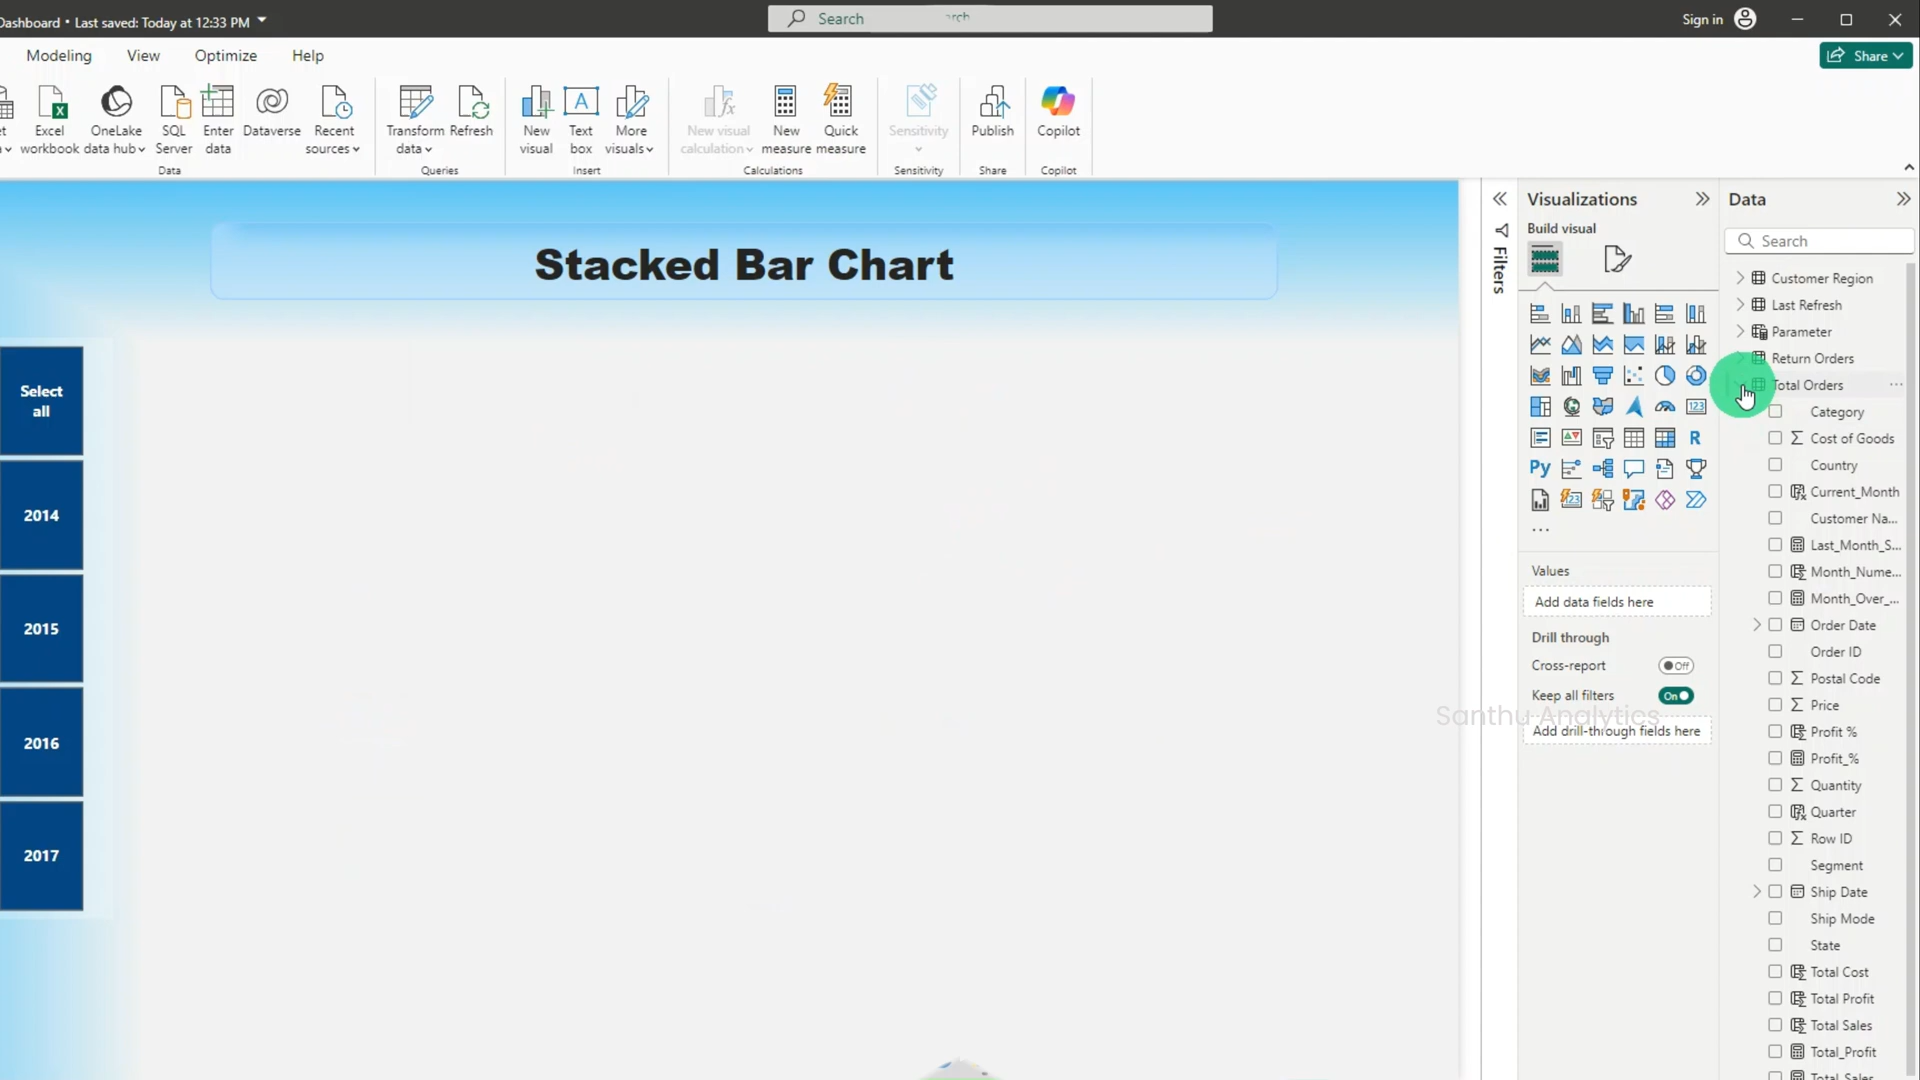 Dashboard • Last saved: Today at 12:33 PM
Search
arch
Sign in
Modeling
View
Optimize
Help
Share
Excel workbook
OneLake data hub
SQL Server
Enter data
Dataverse
Recent sources
Transform data
Refresh
New visual
Text box
More visuals
New visual calculation
New measure
Quick measure
Sensitivity
Publish
Copilot
Data
Queries
Insert
Calculations
Sensitivity
Share
Copilot
Stacked Bar Chart
Select
all
2014
2015
2016
2017
Filters
Visualizations
Build visual
123
R
Py
123
Values
Add data fields here
Drill through
Cross-report
Off
Keep all filters
On
Santhu Analytics
Add drill-through fields here
Data
Search
Customer Region
Last Refresh
Parameter
Return Orders
Total Orders
Category
Cost of Goods
Country
Current_Month
Customer Na...
Last_Month_S...
Month_Nume...
Month_Over_...
Order Date
Order ID
Postal Code
Price
Profit %
Profit_%
Quantity
Quarter
Row ID
Segment
Ship Date
Ship Mode
State
Total Cost
Total Profit
Total Sales
Total_Profit
Total_Sales